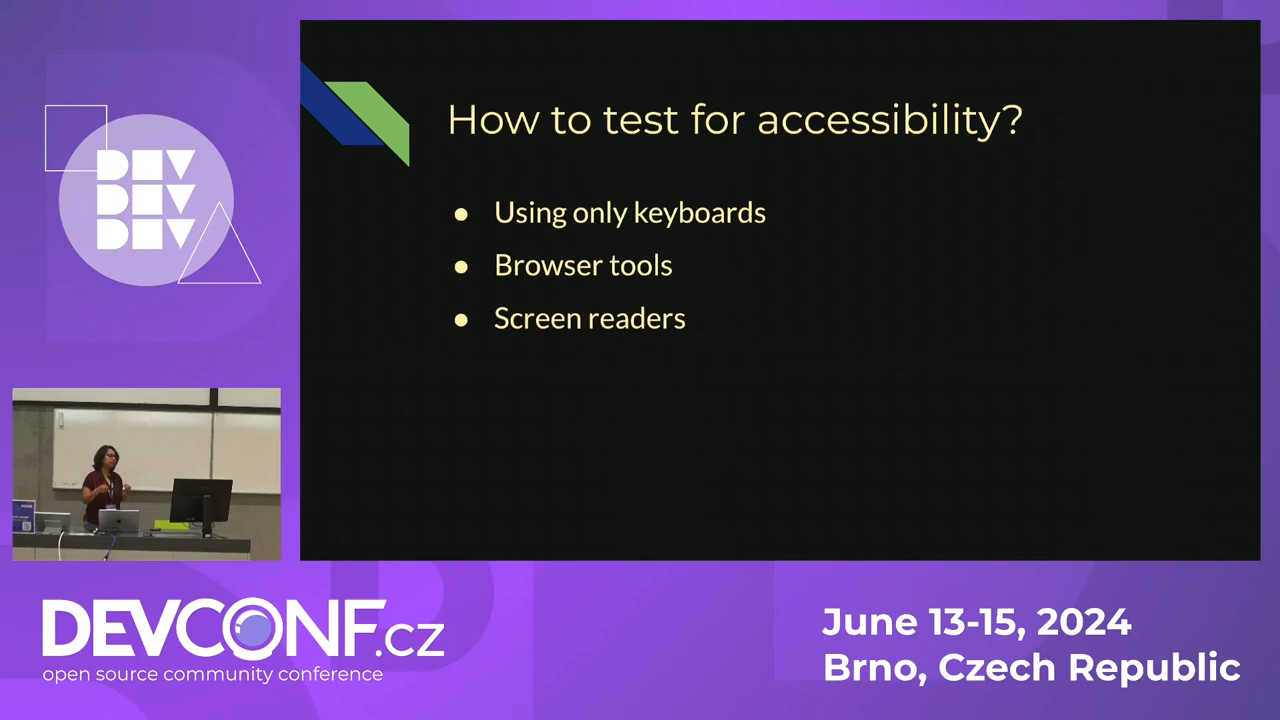 DEV
DEV
DEV
How to test for accessibility?
● Using only keyboards
● Browser tools
● Screen readers
DEVCONF.cz
open source community conference
June 13-15, 2024
Brno, Czech Republic